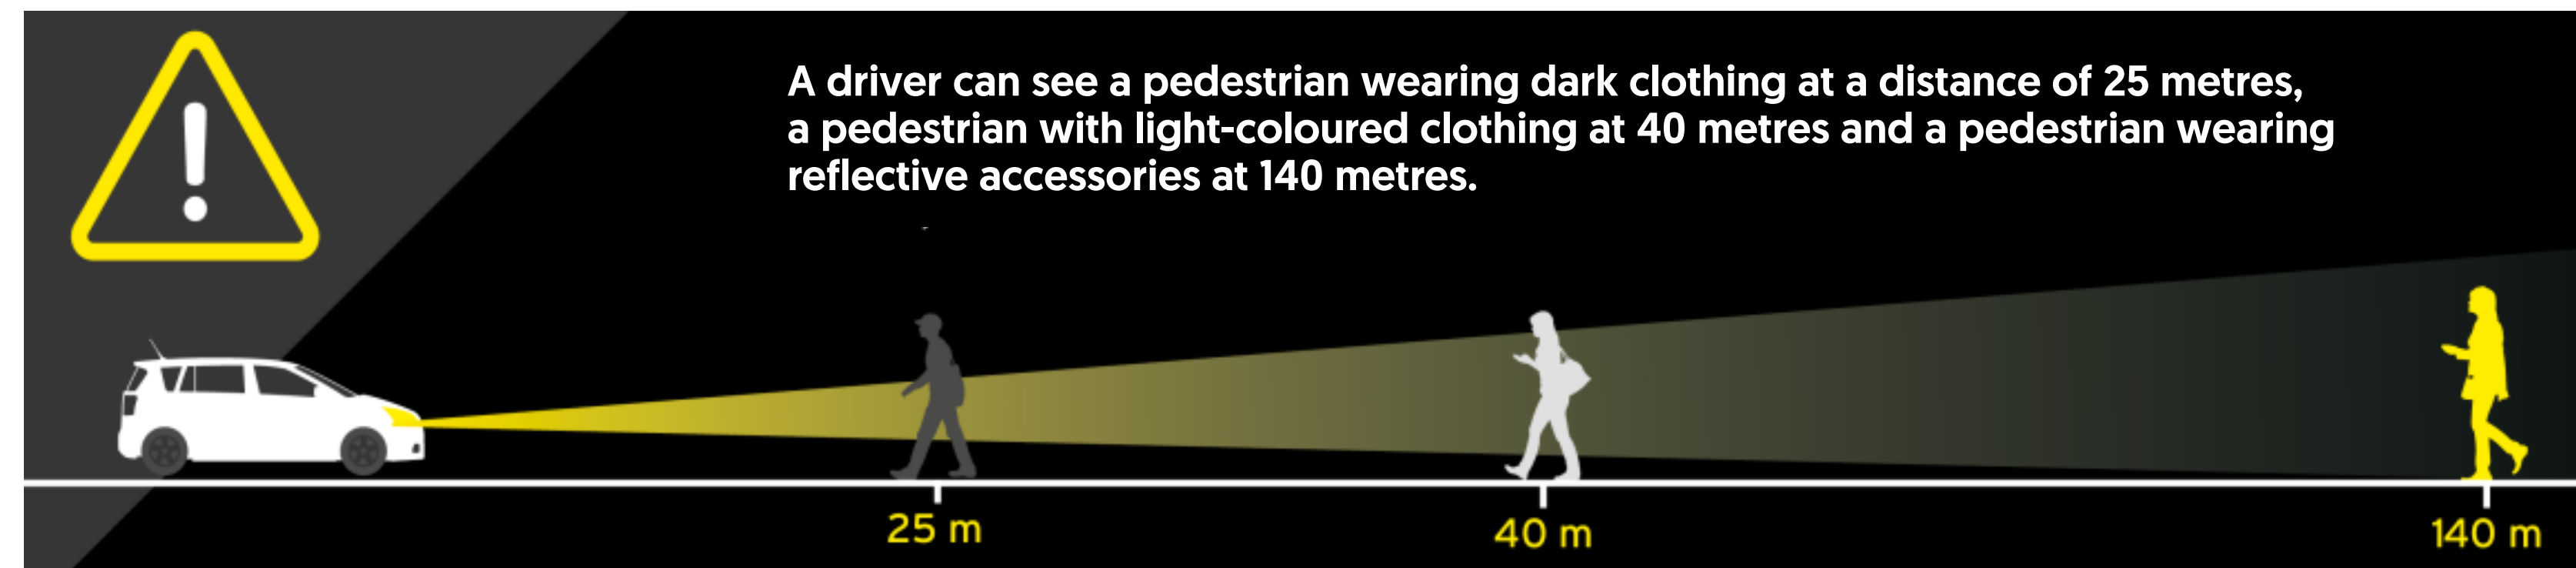 A driver can see a pedestrian wearing dark clothing at a distance of 25 metres,
a pedestrian with light-coloured clothing at 40 metres and a pedestrian wearing
reflective accessories at 140 metres.
25 m
40 m
140 m